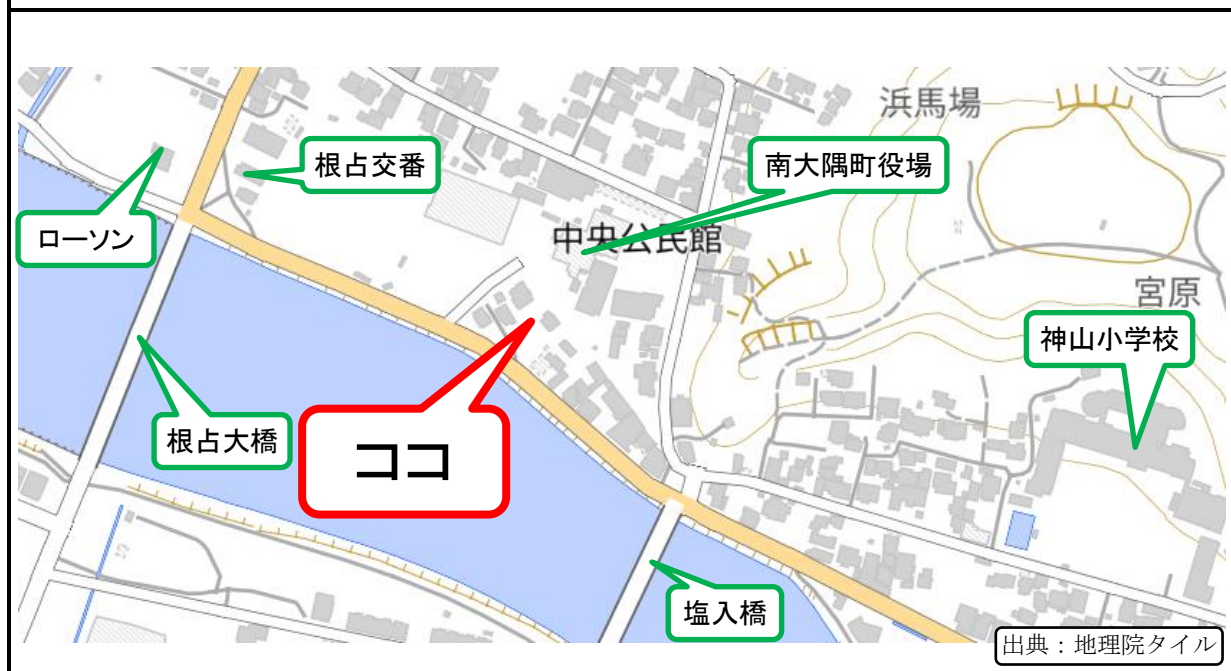 浜馬場
根占交番
南大隅町役場
ローソン
中央公民館
宮原
神山小学校
根占大橋
ココ
塩入橋
出典：地理院タイル